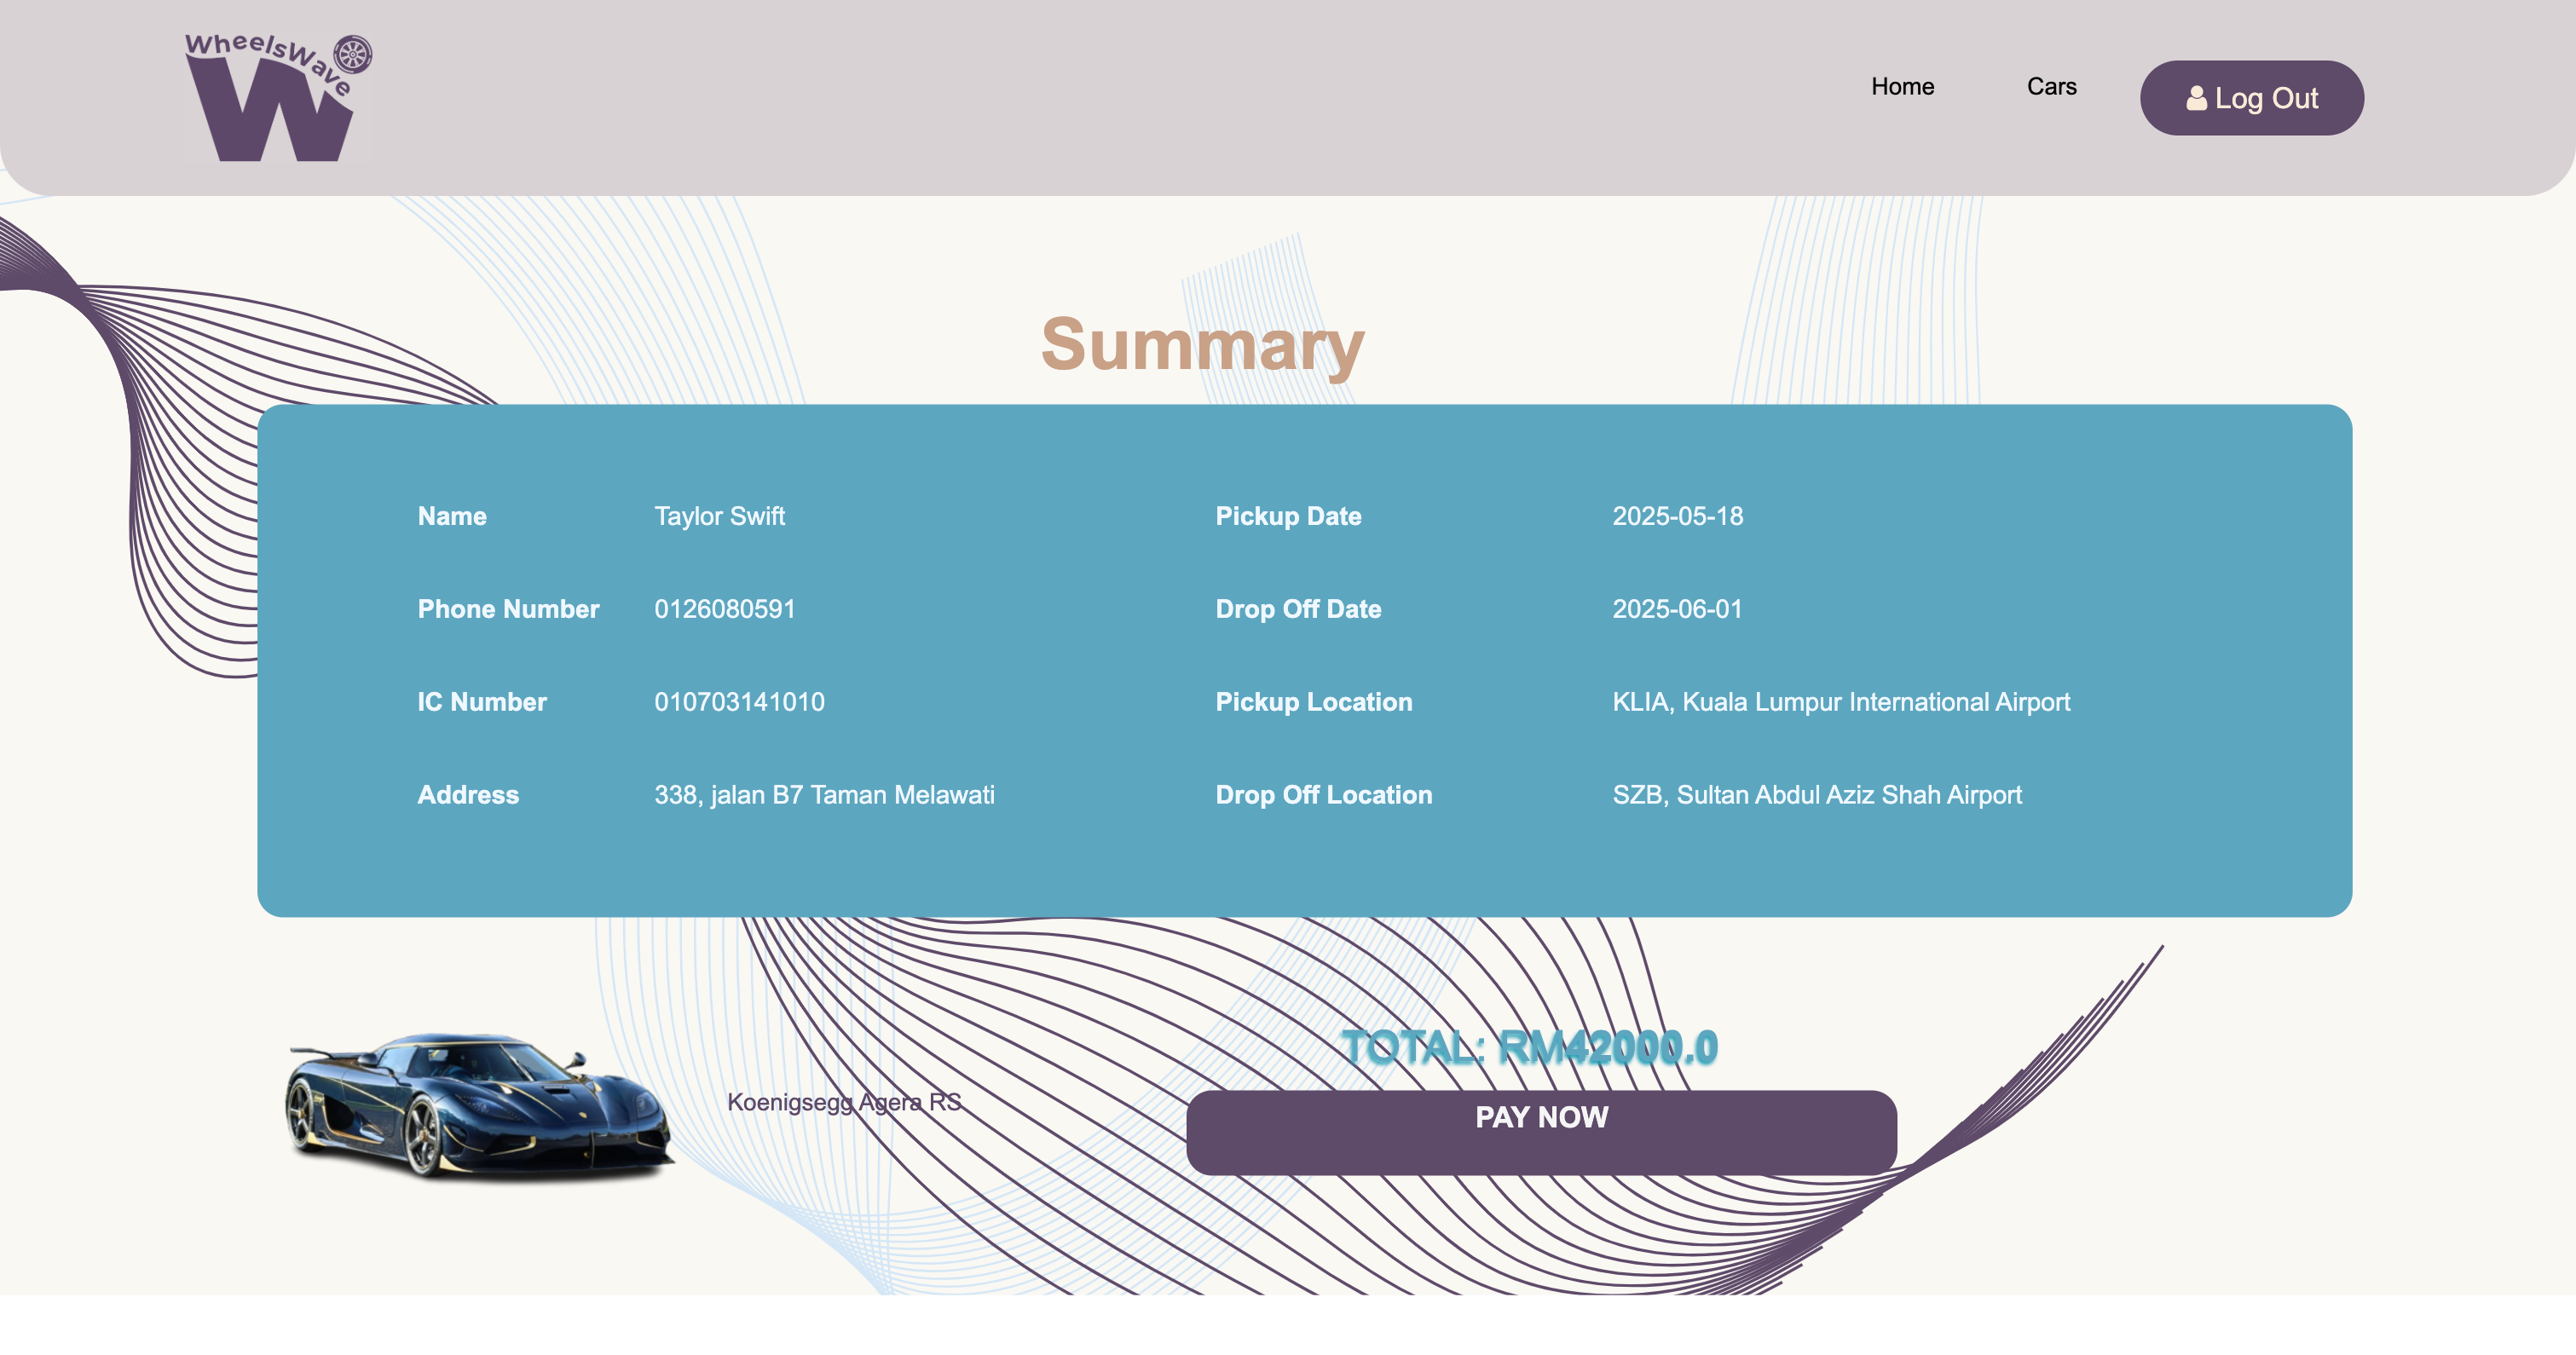 WheelsWave
W
Home
Cars
Log Out
Summary
Name
Taylor Swift
Pickup Date
2025-05-18
Phone Number
0126080591
Drop Off Date
2025-06-01
IC Number
010703141010
Pickup Location
KLIA, Kuala Lumpur International Airport
Address
338, jalan B7 Taman Melawati
Drop Off Location
SZB, Sultan Abdul Aziz Shah Airport
TOTAL: RM42000.0
Koenigsegg Agera RS
PAY NOW